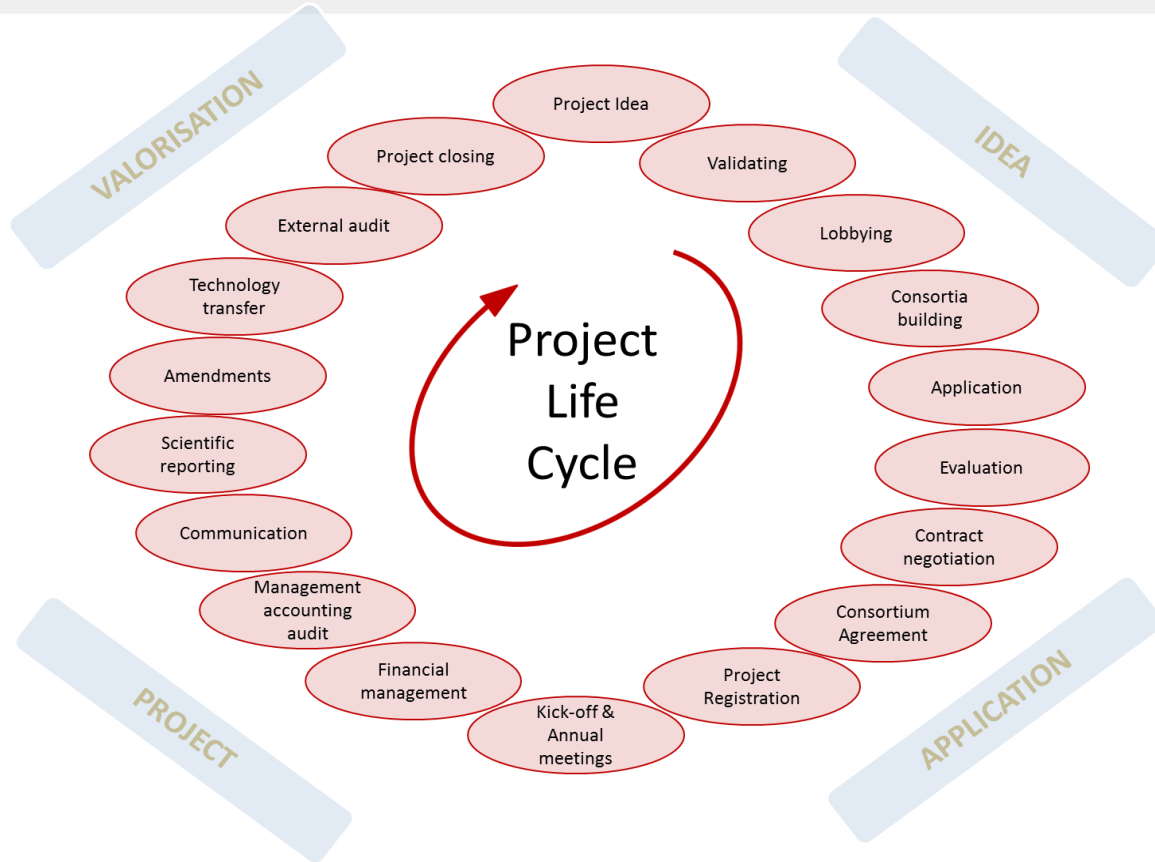 VALORISATION
IDEA
Project Idea
Validating
Lobbying
Consortia
building
Application
Evaluation
Contract
negotiation
Consortium
Agreement
Project
Registration
Kick-off &
Annual
meetings
Financial
management
Management
accounting
audit
Communication
Scientific
reporting
Amendments
Technology
transfer
External audit
Project closing
Project
Life
Cycle
PROJECT
APPLICATION